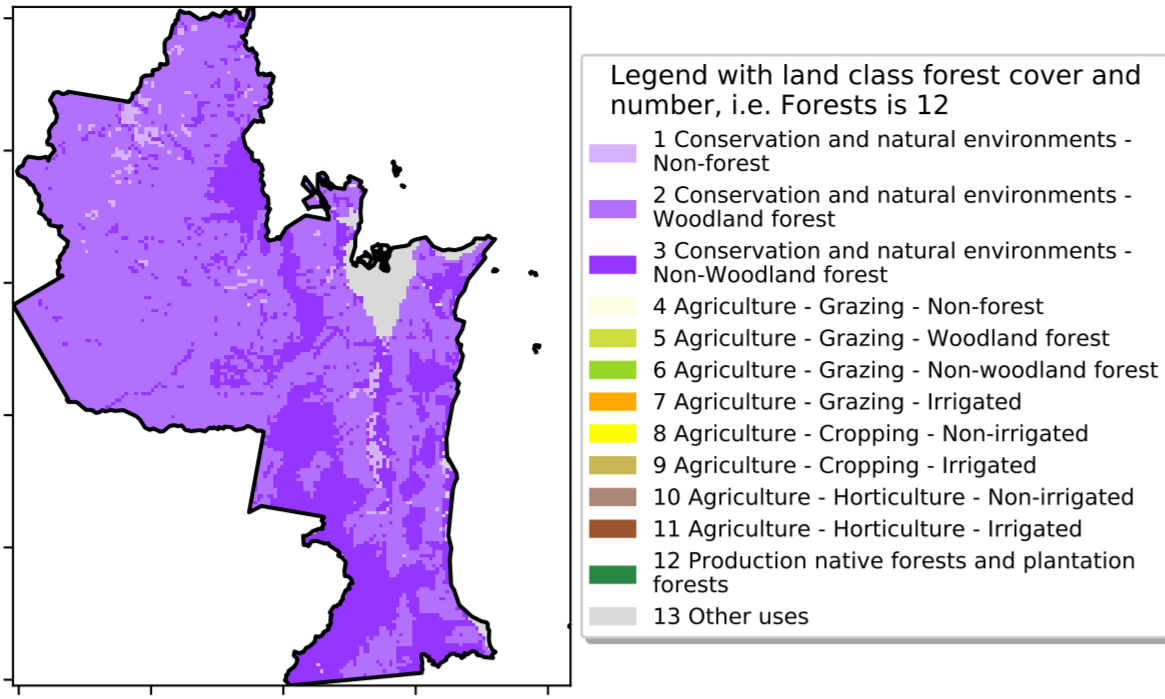 Legend with land class forest cover and
number, i.e. Forests is 12
1 Conservation and natural environments -
Non-forest
2 Conservation and natural environments -
Woodland forest
3 Conservation and natural environments -
Non-Woodland forest
4 Agriculture - Grazing - Non-forest
5 Agriculture - Grazing - Woodland forest
6 Agriculture - Grazing - Non-woodland forest
7 Agriculture - Grazing - Irrigated
8 Agriculture - Cropping - Non-irrigated
9 Agriculture - Cropping - Irrigated
10 Agriculture - Horticulture - Non-irrigated
11 Agriculture - Horticulture - Irrigated
12 Production native forests and plantation
forests
13 Other uses